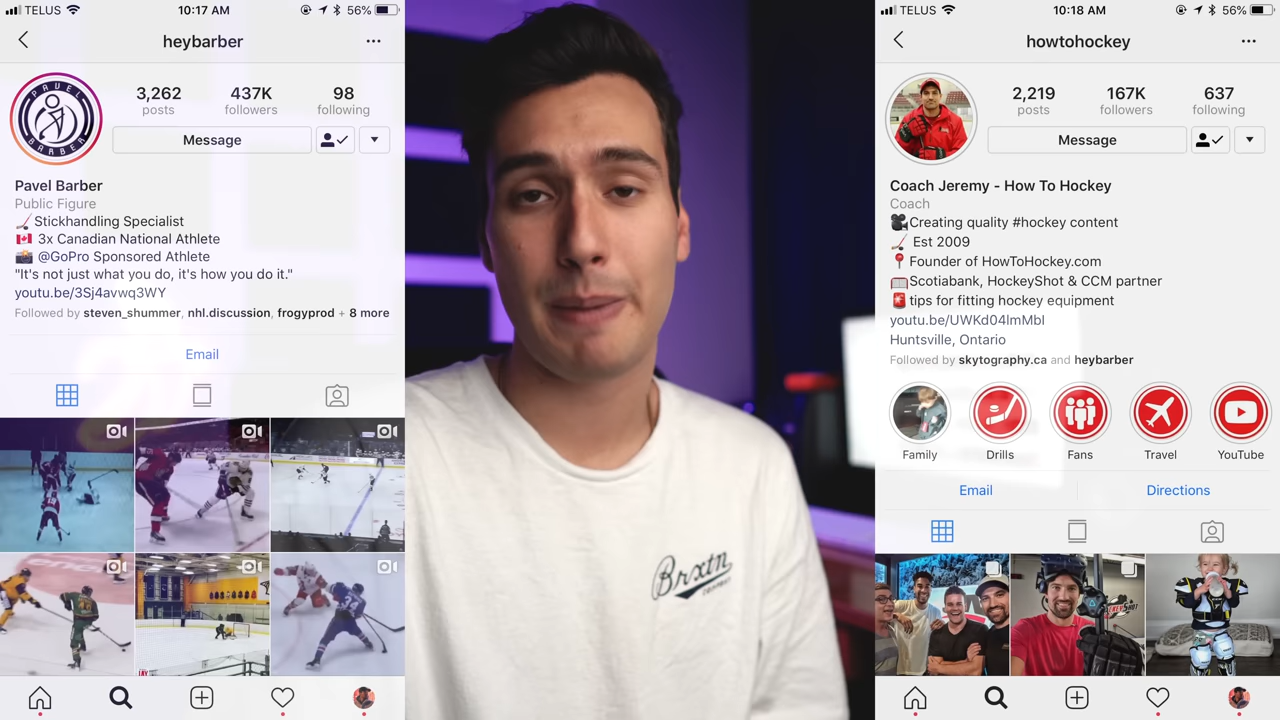 TELUS 10:17 AM 56%
heybarber
3,262 437K 98
posts followers following
Message
PAVEL BARBER
Pavel Barber
Public Figure
Stickhandling Specialist
3x Canadian National Athlete
@GoPro Sponsored Athlete
"It's not just what you do, it's how you do it."
youtu.be/3Sj4avwq3WY
Followed by steven_shummer, nhl.discussion, frogyprod + 8 more
Email
Brxtn
TELUS 10:18 AM 56%
howtohockey
2,219 167K 637
posts followers following
Message
Coach Jeremy - How To Hockey
Coach
Creating quality #hockey content
Est 2009
Founder of HowToHockey.com
Scotiabank, HockeyShot & CCM partner
tips for fitting hockey equipment
youtu.be/UWKd04lmMbI
Huntsville, Ontario
Followed by skytography.ca and heybarber
Family Drills Fans Travel YouTube
Email Directions